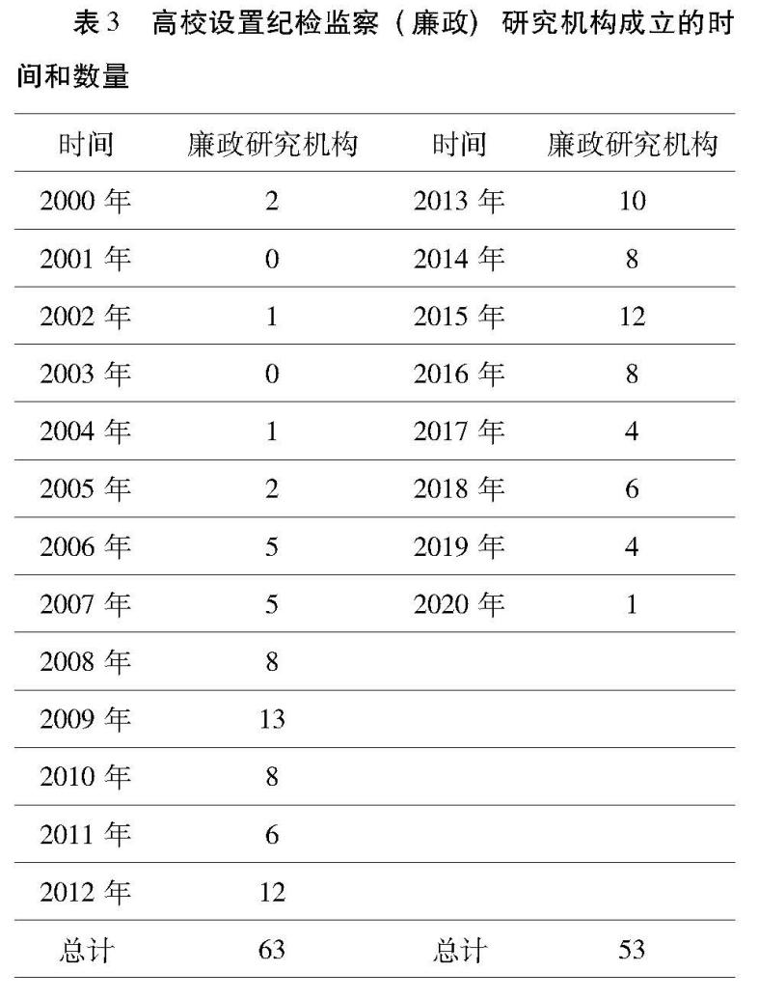 表3 高校设置纪检监察（廉政） 研究机构成立的时
间和数量
时间 廉政研究机构 时间 廉政研究机构
2000 年 2 2013 年 10
2001 年 0 2014 年 8
2002 年 1 2015 年 12
2003 年 0 2016 年 8
2004 年 1 2017 年 4
2005 年 2 2018 年 6
2006 年 5 2019 年 4
2007 年 5 2020 年 1
2008 年 8
2009 年 13
2010 年 8
2011 年 6
2012 年 12
总计 63 总计 53